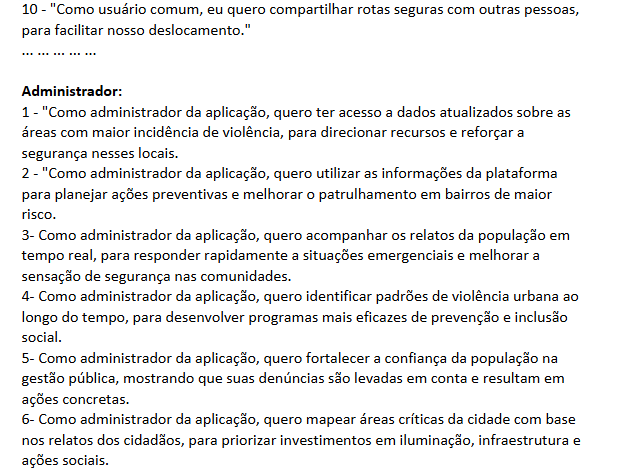 10 - "Como usuário comum, eu quero compartilhar rotas seguras com outras pessoas,
para facilitar nosso deslocamento."
... ... ... ... ...
Administrador:
1 - "Como administrador da aplicação, quero ter acesso a dados atualizados sobre as
áreas com maior incidência de violência, para direcionar recursos e reforçar a
segurança nesses locais.
2 - "Como administrador da aplicação, quero utilizar as informações da plataforma
para planejar ações preventivas e melhorar o patrulhamento em bairros de maior
risco.
3- Como administrador da aplicação, quero acompanhar os relatos da população em
tempo real, para responder rapidamente a situações emergenciais e melhorar a
sensação de segurança nas comunidades.
4- Como administrador da aplicação, quero identificar padrões de violência urbana ao
longo do tempo, para desenvolver programas mais eficazes de prevenção e inclusão
social.
5- Como administrador da aplicação, quero fortalecer a confiança da população na
gestão pública, mostrando que suas denúncias são levadas em conta e resultam em
ações concretas.
6- Como administrador da aplicação, quero mapear áreas críticas da cidade com base
nos relatos dos cidadãos, para priorizar investimentos em iluminação, infraestrutura e
ações sociais.